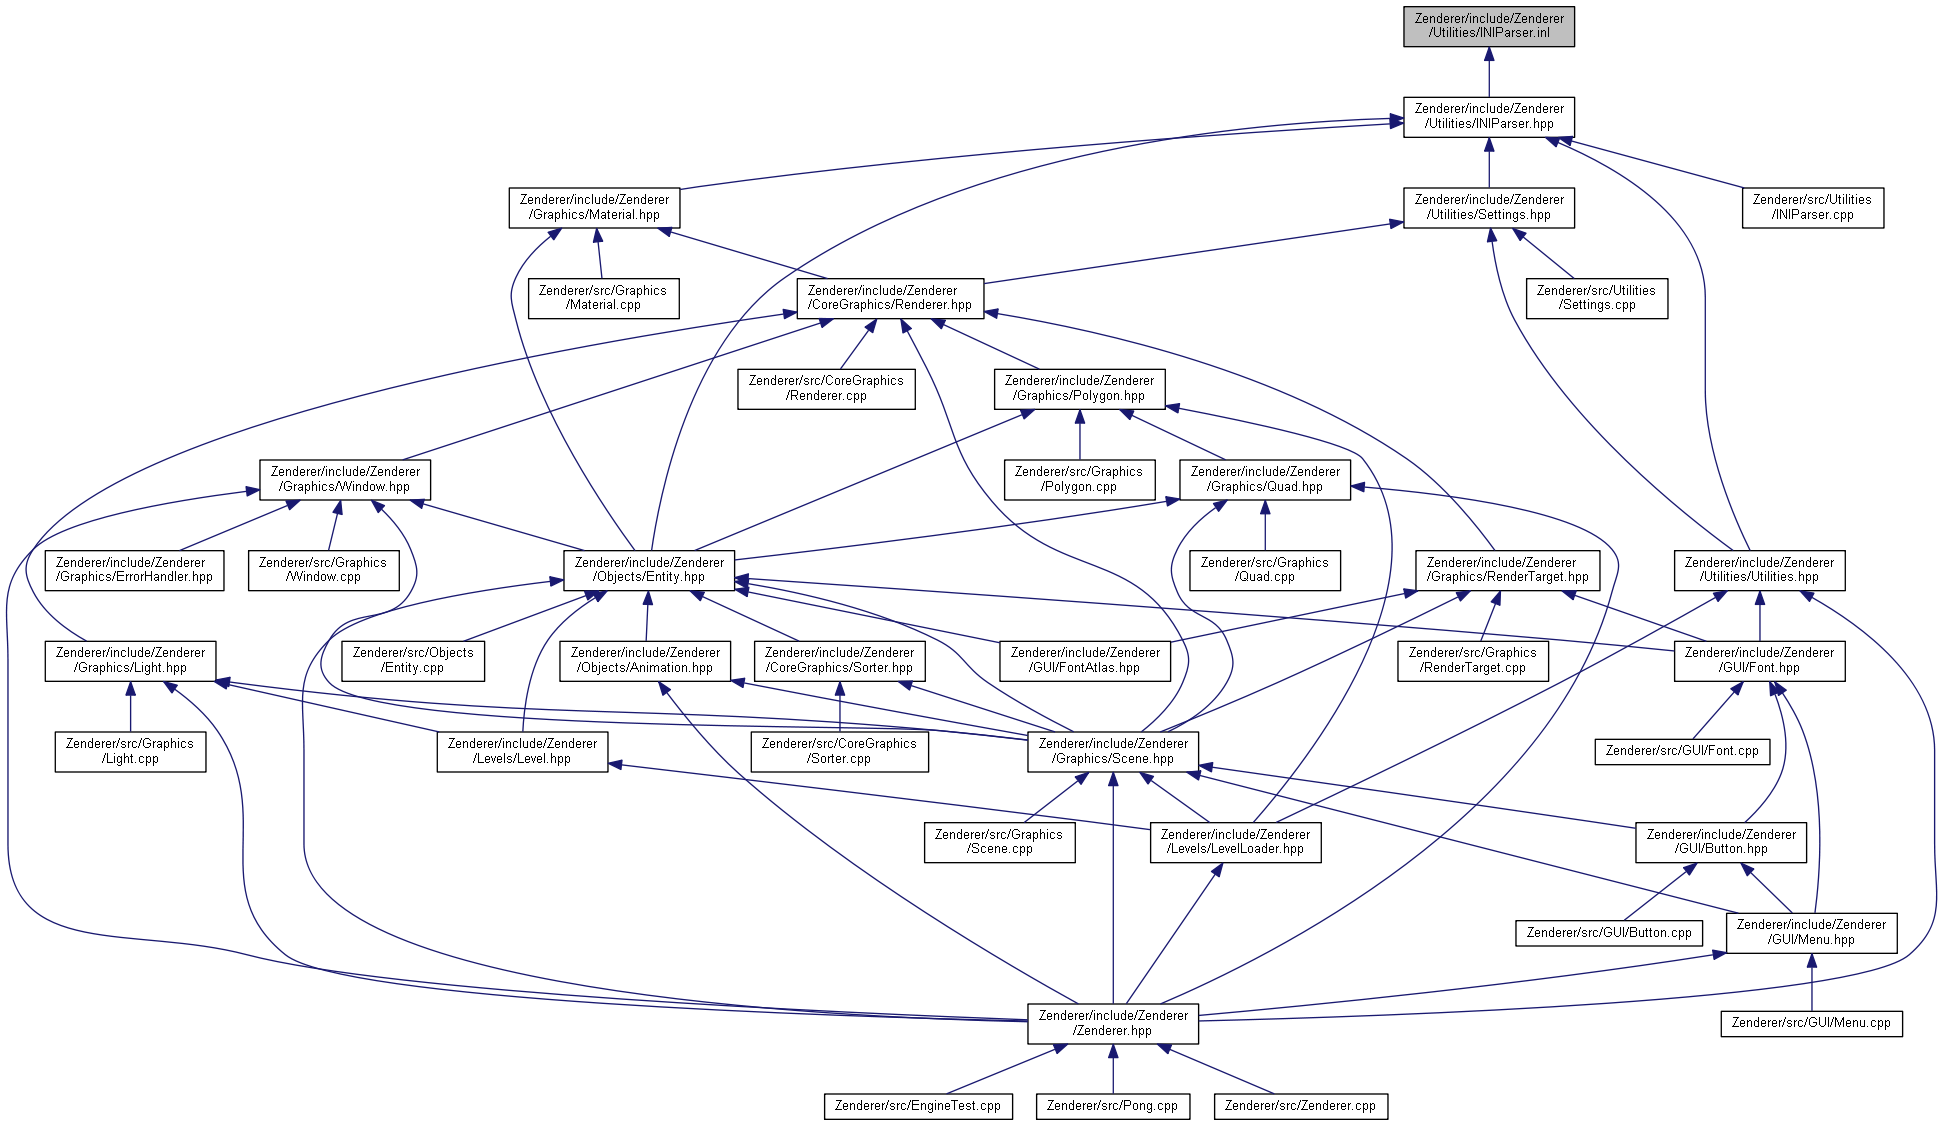 Zenderer/include/Zenderer
/Utilities/INIParser.inl
Zenderer/include/Zenderer
/Utilities/INIParser.hpp
Zenderer/include/Zenderer
/Graphics/Material.hpp
Zenderer/include/Zenderer
/Utilities/Settings.hpp
Zenderer/src/Utilities
/INIParser.cpp
Zenderer/src/Graphics
/Material.cpp
Zenderer/include/Zenderer
/CoreGraphics/Renderer.hpp
Zenderer/src/Utilities
/Settings.cpp
Zenderer/src/CoreGraphics
/Renderer.cpp
Zenderer/include/Zenderer
/Graphics/Polygon.hpp
Zenderer/include/Zenderer
/Graphics/Window.hpp
Zenderer/src/Graphics
/Polygon.cpp
Zenderer/include/Zenderer
/Graphics/Quad.hpp
Zenderer/include/Zenderer
/Graphics/ErrorHandler.hpp
Zenderer/src/Graphics
/Window.cpp
Zenderer/include/Zenderer
/Objects/Entity.hpp
Zenderer/src/Graphics
/Quad.cpp
Zenderer/include/Zenderer
/Graphics/RenderTarget.hpp
Zenderer/include/Zenderer
/Utilities/Utilities.hpp
Zenderer/include/Zenderer
/Graphics/Light.hpp
Zenderer/src/Objects
/Entity.cpp
Zenderer/include/Zenderer
/Objects/Animation.hpp
Zenderer/include/Zenderer
/CoreGraphics/Sorter.hpp
Zenderer/include/Zenderer
/GUI/FontAtlas.hpp
Zenderer/src/Graphics
/RenderTarget.cpp
Zenderer/include/Zenderer
/GUI/Font.hpp
Zenderer/src/Graphics
/Light.cpp
Zenderer/include/Zenderer
/Levels/Level.hpp
Zenderer/src/CoreGraphics
/Sorter.cpp
Zenderer/include/Zenderer
/Graphics/Scene.hpp
Zenderer/src/GUI/Font.cpp
Zenderer/src/Graphics
/Scene.cpp
Zenderer/include/Zenderer
/Levels/LevelLoader.hpp
Zenderer/include/Zenderer
/GUI/Button.hpp
Zenderer/src/GUI/Button.cpp
Zenderer/include/Zenderer
/GUI/Menu.hpp
Zenderer/include/Zenderer
/Zenderer.hpp
Zenderer/src/GUI/Menu.cpp
Zenderer/src/EngineTest.cpp
Zenderer/src/Pong.cpp
Zenderer/src/Zenderer.cpp